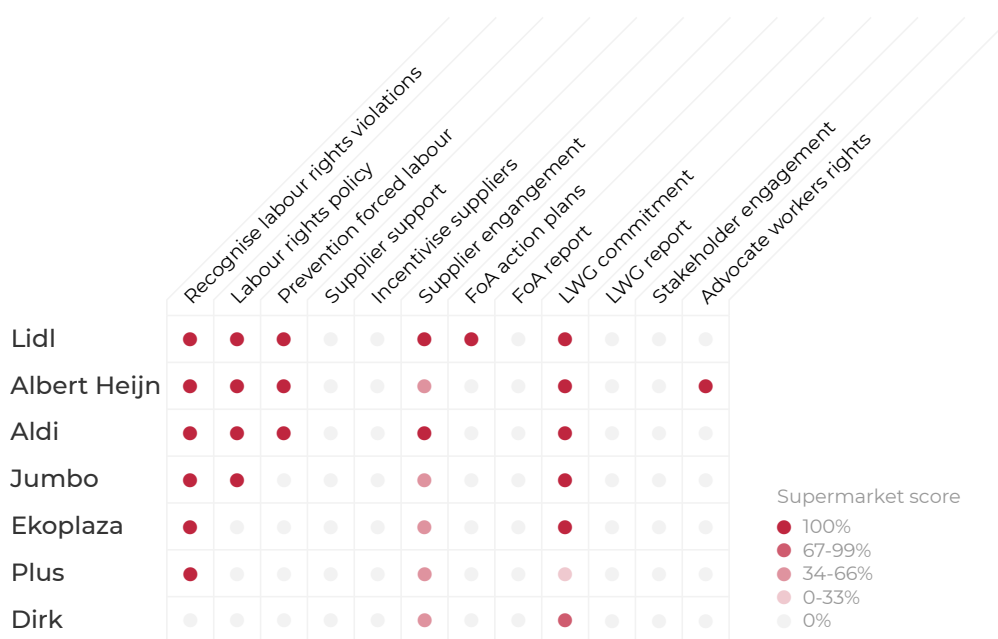 Recognise labour rights violations
Labour rights policy
Prevention forced labour
Supplier support
Incentivise suppliers
Supplier engangement
FoA action plans
FoA report
LWG commitment
LWG report
Stakeholder engagement
Advocate workers rights
Lidl
Albert Heijn
Aldi
Jumbo
Ekoplaza
Plus
Dirk
Supermarket score
100%
67-99%
34-66%
0-33%
0%